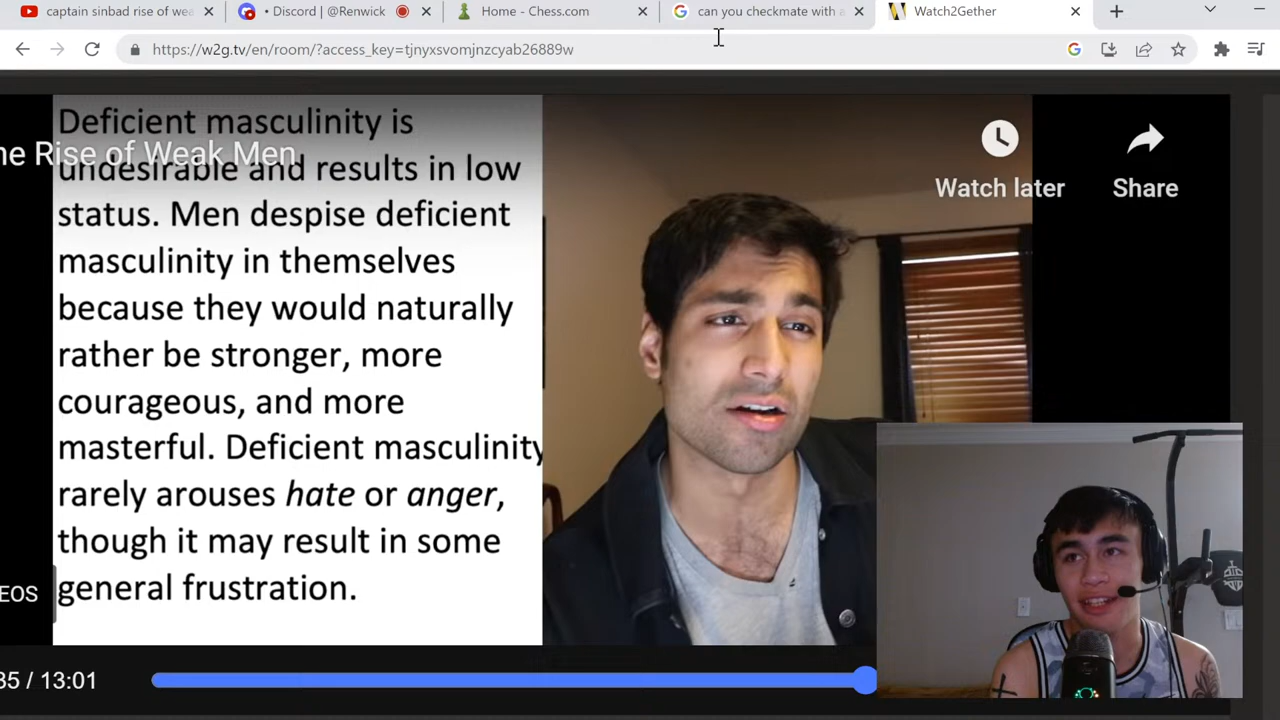 captain sinbad rise of wea
• Discord | @Renwick
Home - Chess.com
can you checkmate with a
Watch2Gether
https://w2g.tv/en/room/?access_key=tjnyxsvomjnzcyab26889w
he Rise of Weak Men
Deficient masculinity is
undesirable and results in low
status. Men despise deficient
masculinity in themselves
because they would naturally
rather be stronger, more
courageous, and more
masterful. Deficient masculinity
rarely arouses hate or anger,
though it may result in some
general frustration.
Watch later
Share
EOS
35 / 13:01